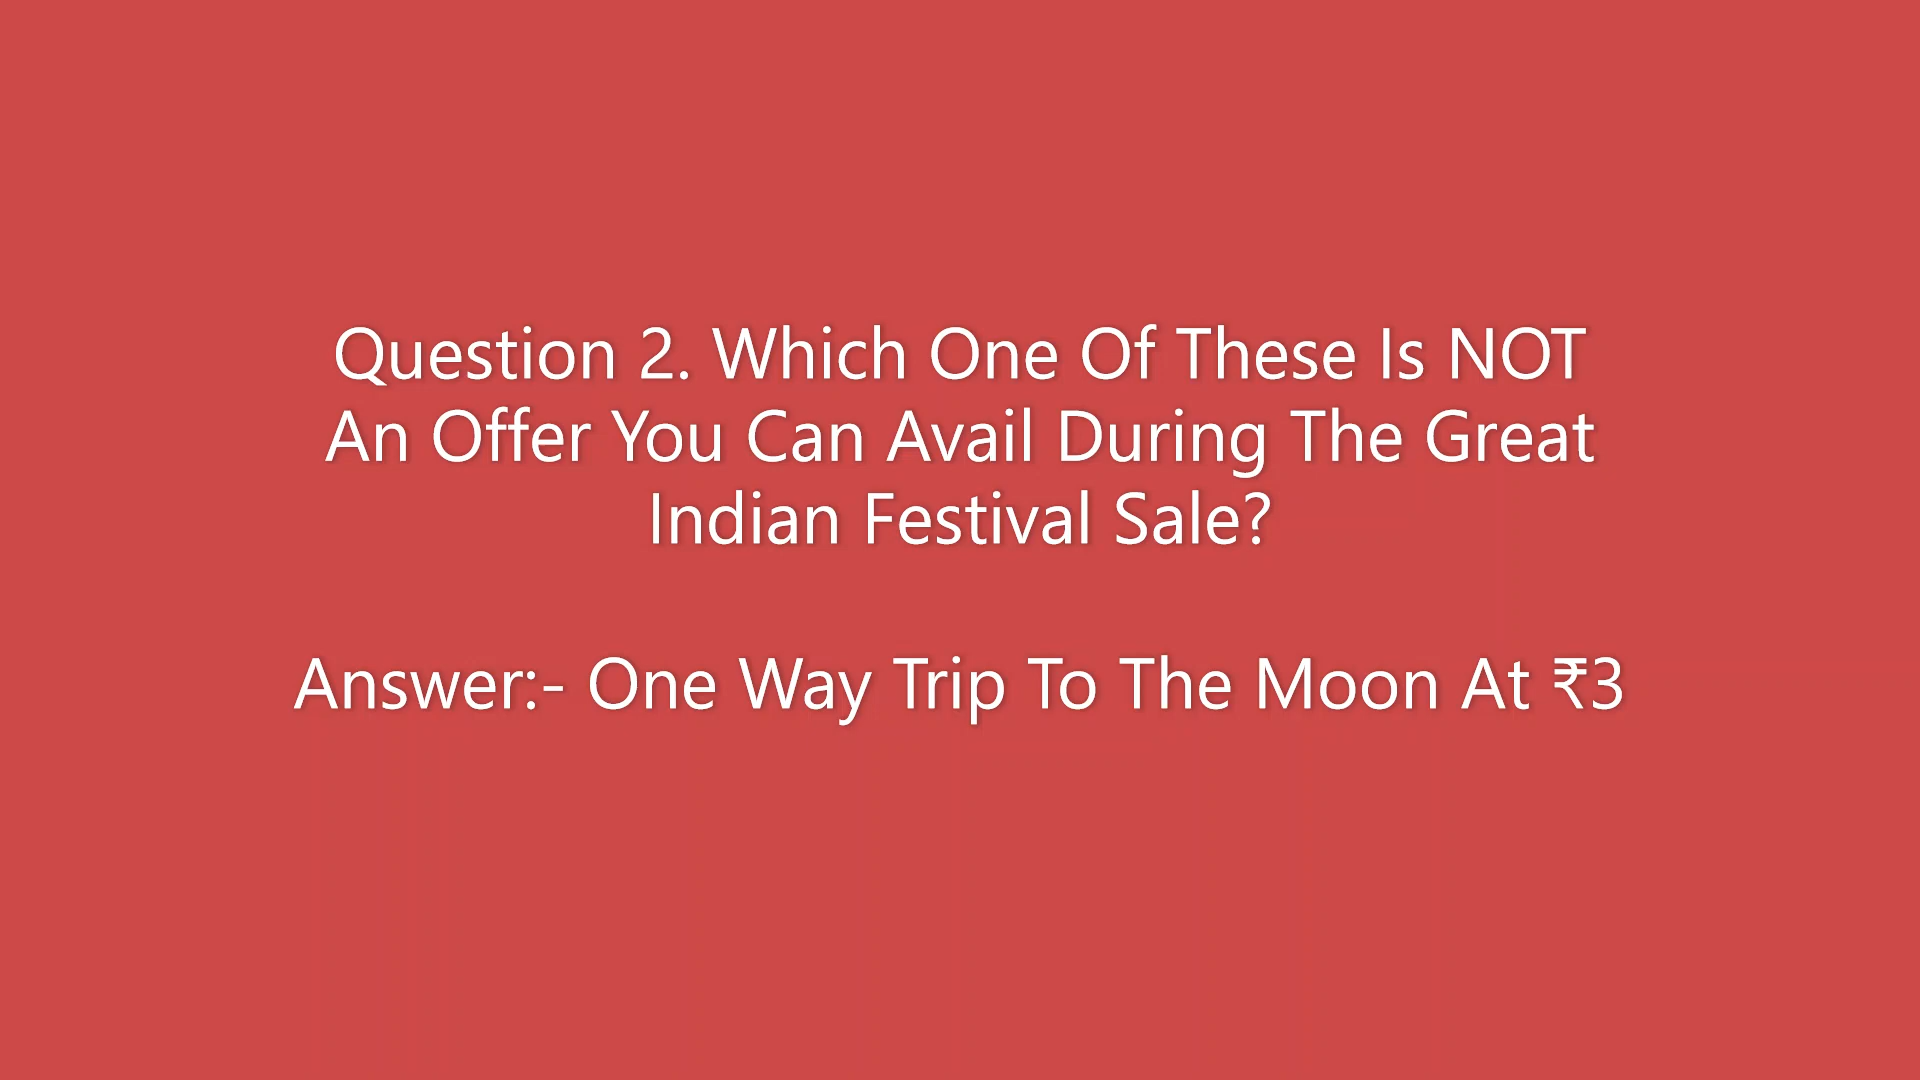 Question 2. Which One Of These Is NOT
An Offer You Can Avail During The Great
Indian Festival Sale?
Answer:- One Way Trip To The Moon At ₹3